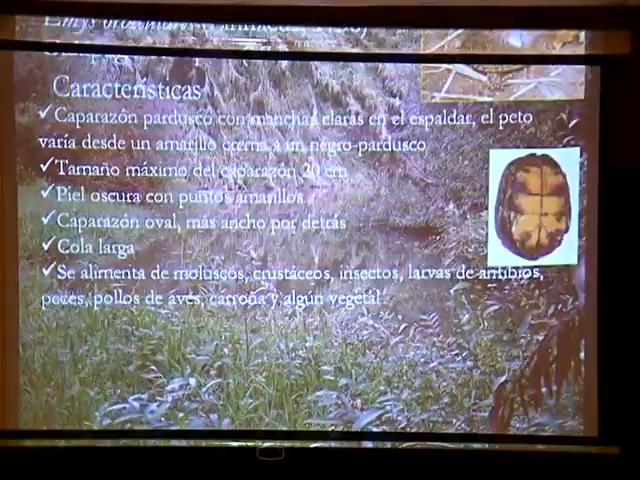 Emys orbicularis
Características
✓Caparazón pardusco con manchas claras en el espaldar, el peto
varía desde un amarillo crema a un negro-pardusco
✓Tamaño máximo del caparazón 20 cm
✓Piel oscura con puntos amarillos.
✓Caparazón oval, más ancho por detrás
✓Cola larga
✓Se alimenta de moluscos, crustáceos, insectos, larvas de anfibios,
peces, pollos de aves, carroña y algún vegetal